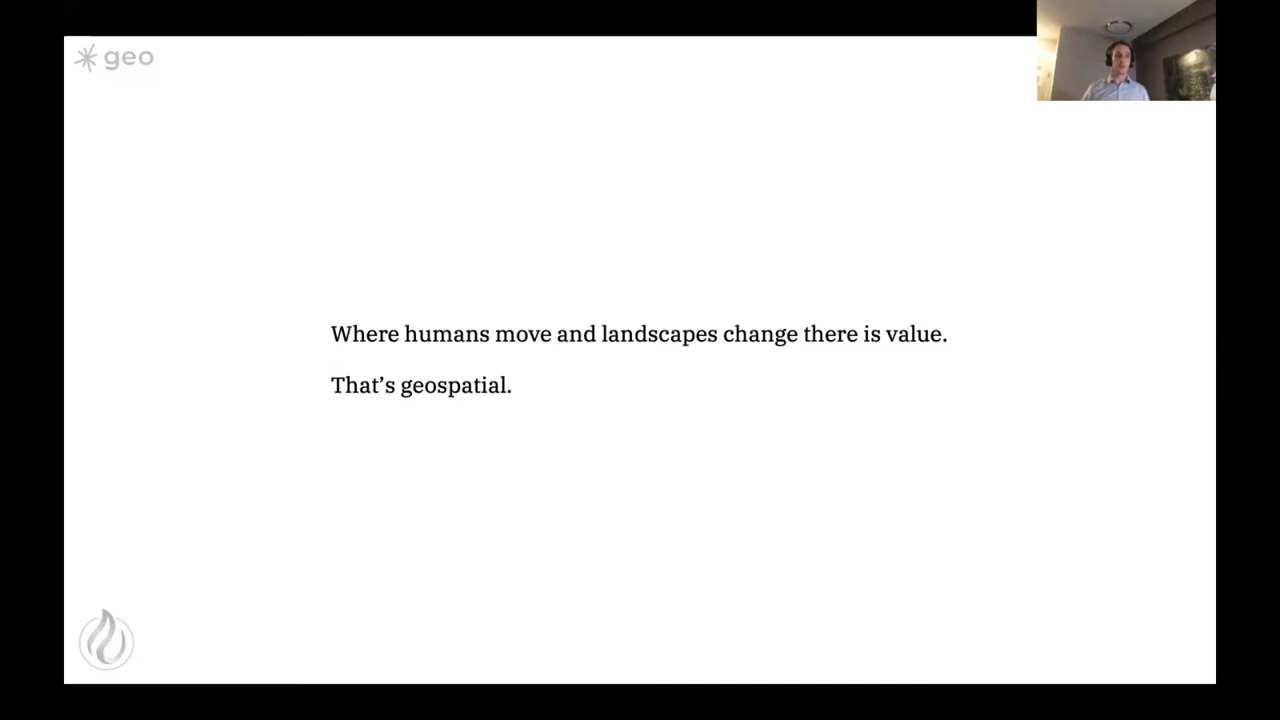 geo
Where humans move and landscapes change there is value.
That’s geospatial.